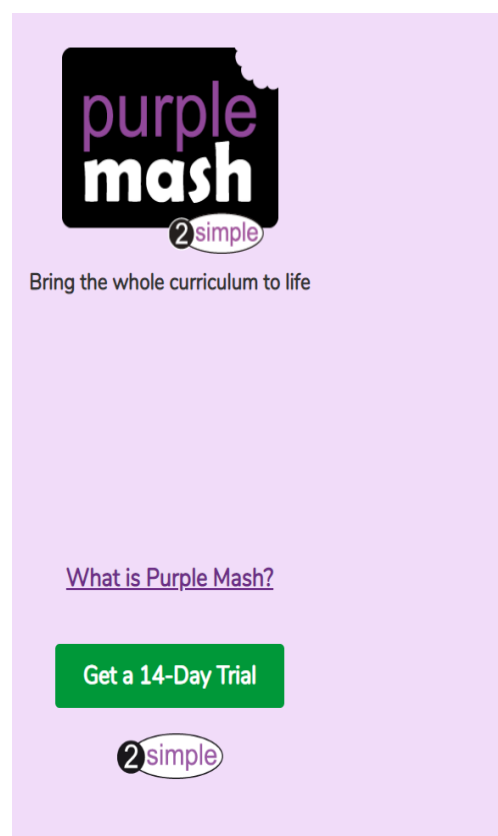 purple
mash
2simple
Bring the whole curriculum to life
What is Purple Mash?
Get a 14-Day Trial
2simple